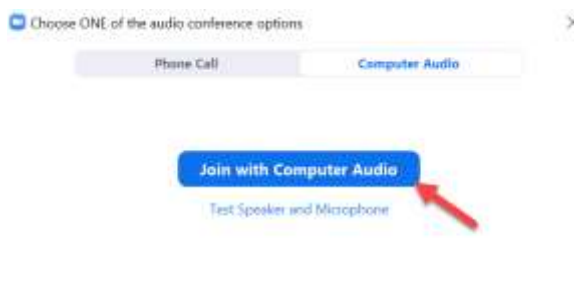 Choose ONE of the audio conference options
Phone Call
Computer Audio
Join with Computer Audio
Test Speaker and Microphone